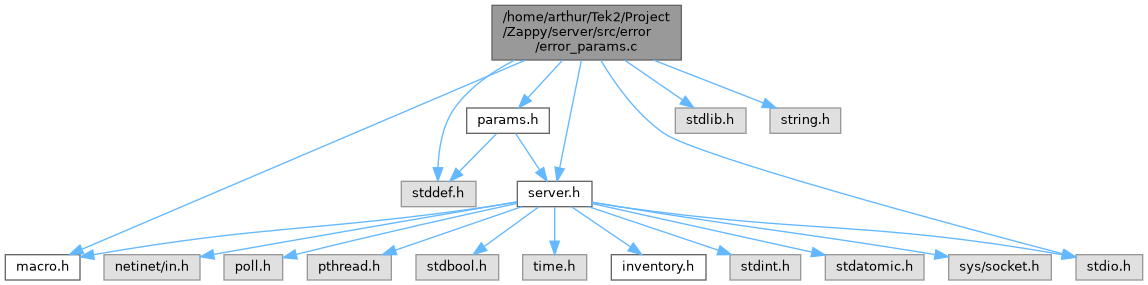 /home/arthur/Tek2/Project
/Zappy/server/src/error
/error_params.c
params.h
stdlib.h
string.h
stddef.h
server.h
macro.h
netinet/in.h
poll.h
pthread.h
stdbool.h
time.h
inventory.h
stdint.h
stdatomic.h
sys/socket.h
stdio.h